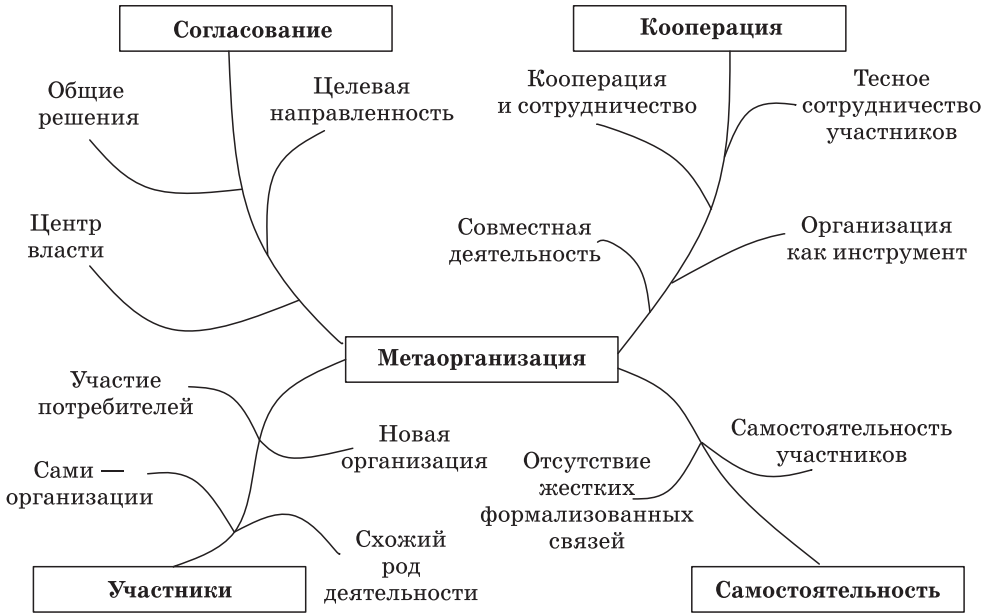 Согласование
Кооперация
Общие
решения
Целевая
направленность
Кооперация
и сотрудничество
Тесное
сотрудничество
участников
Центр
власти
Совместная
деятельность
Организация
как инструмент
Метаорганизация
Участие
потребителей
Новая
организация
Сами —
организации
Схожий
род
деятельности
Отсутствие
жестких
формализованных
связей
Самостоятельность
участников
Участники
Самостоятельность